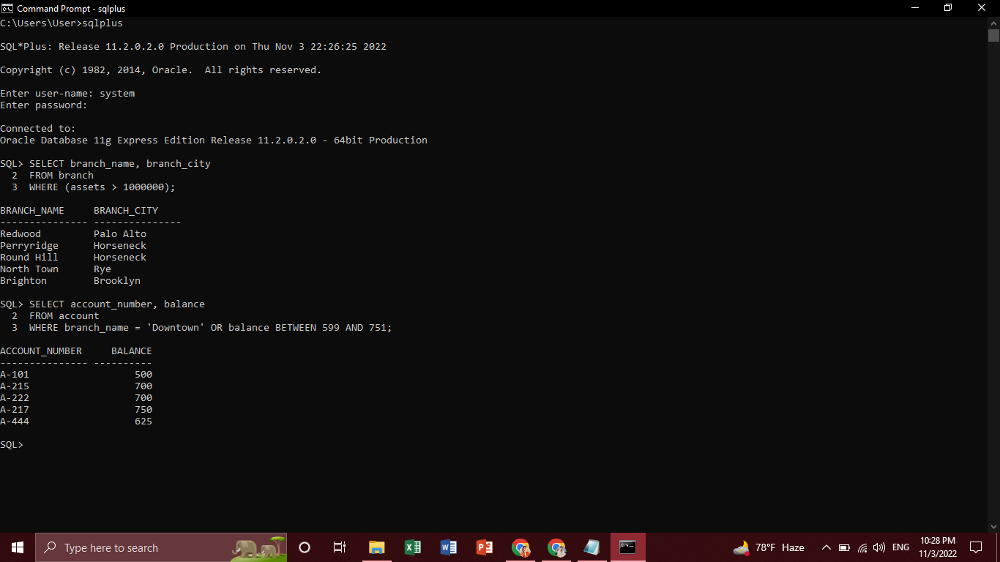 Command Prompt - sqlplus
C:\Users\User>sqlplus
SQL*Plus: Release 11.2.0.2.0 Production on Thu Nov 3 22:26:25 2022
Copyright (c) 1982, 2014, Oracle.  All rights reserved.
Enter user-name: system
Enter password:
Connected to:
Oracle Database 11g Express Edition Release 11.2.0.2.0 - 64bit Production
SQL> SELECT branch_name, branch_city
  2  FROM branch
  3  WHERE (assets > 1000000);
BRANCH_NAME     BRANCH_CITY
--------------- ---------------
Redwood         Palo Alto
Perryridge      Horseneck
Round Hill      Horseneck
North Town      Rye
Brighton        Brooklyn
SQL> SELECT account_number, balance
  2  FROM account
  3  WHERE branch_name = 'Downtown' OR balance BETWEEN 599 AND 751;
ACCOUNT_NUMBER     BALANCE
--------------- ----------
A-101                  500
A-215                  700
A-222                  700
A-217                  750
A-444                  625
SQL>
Type here to search
78°F Haze
ENG
10:28 PM
11/3/2022